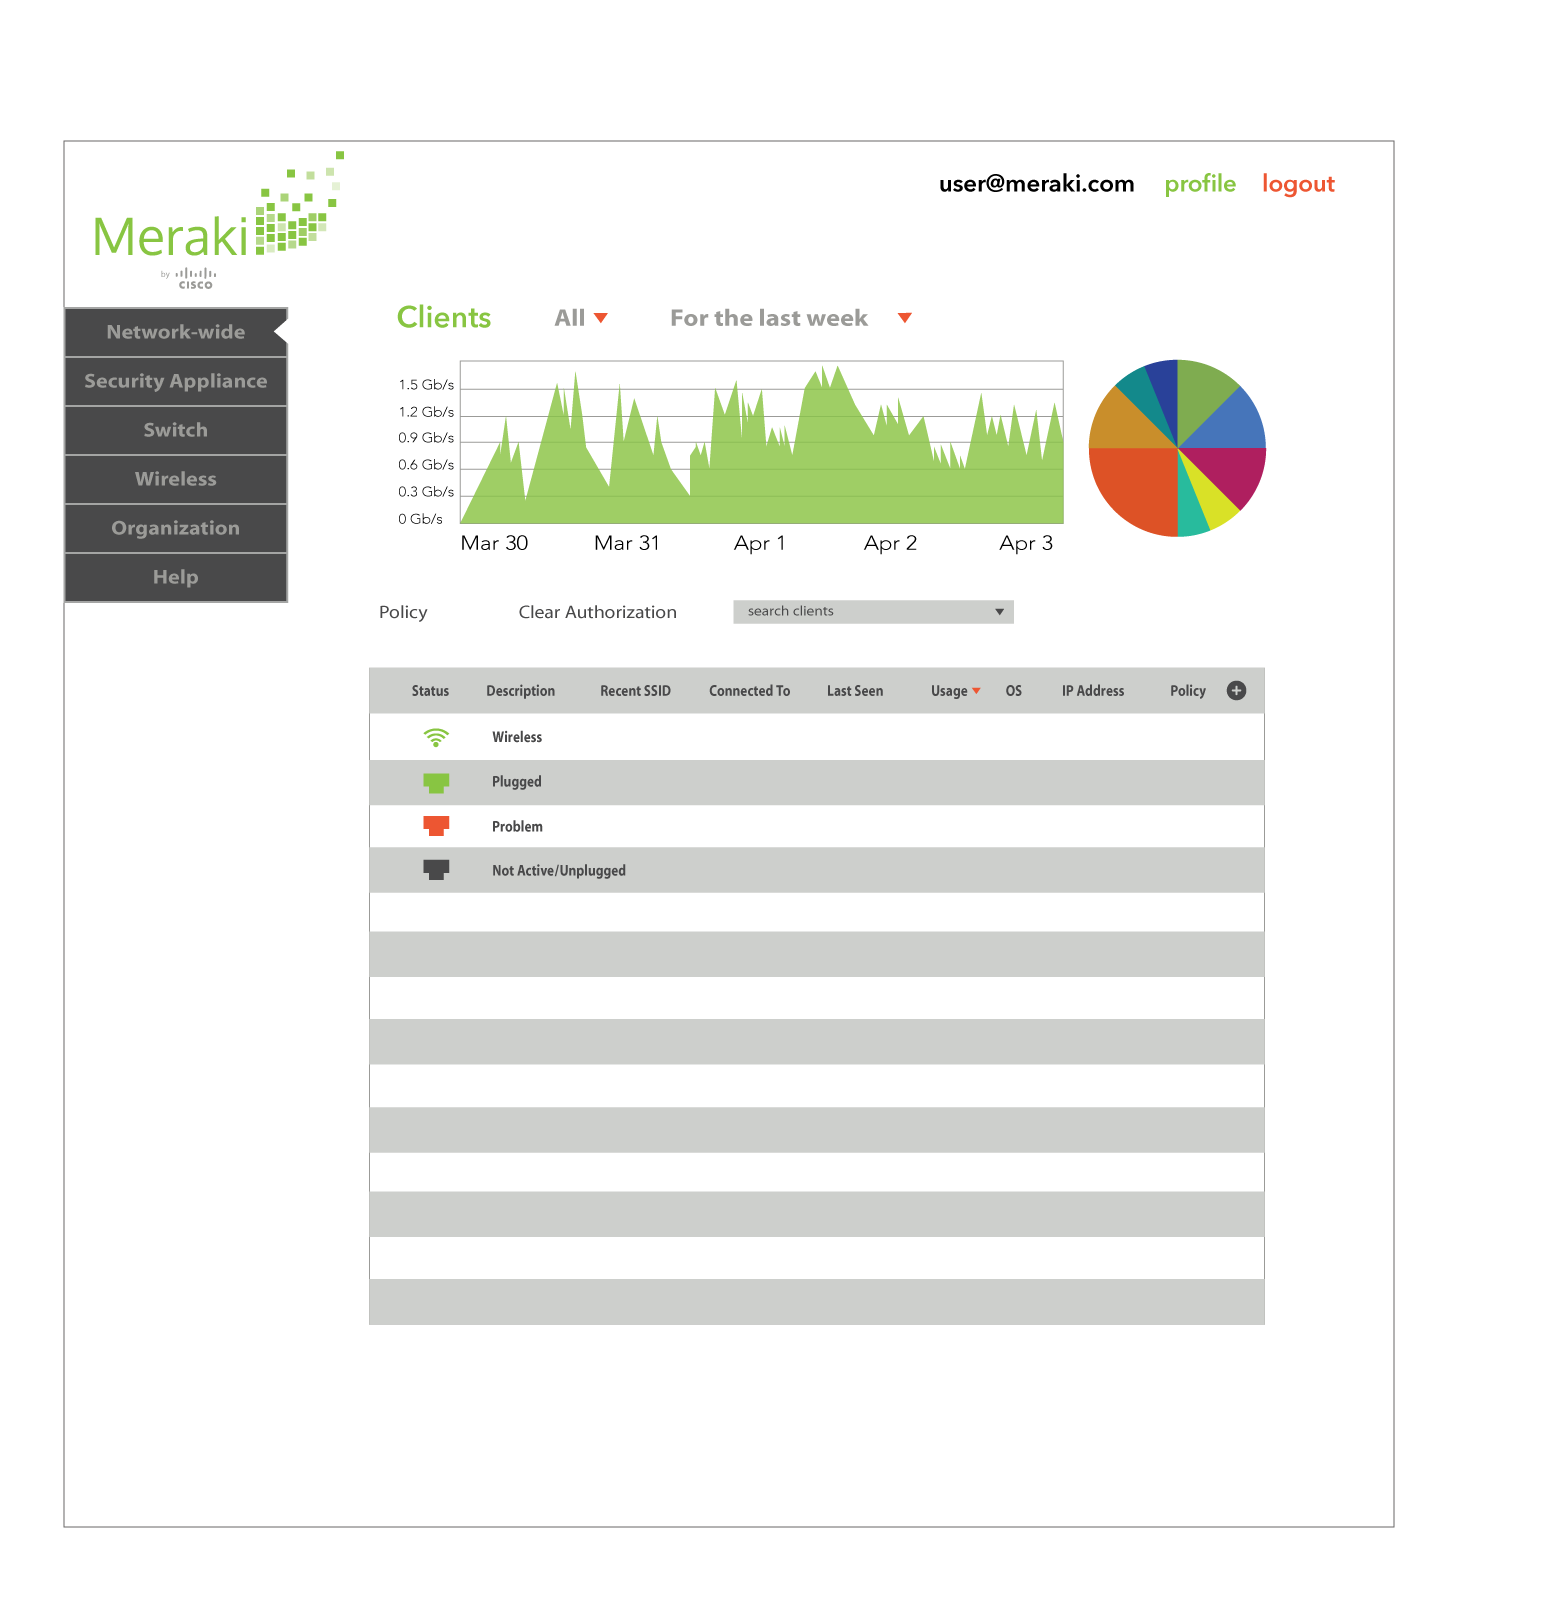 user@meraki.com profile logout
Meraki
by cisco
Network-wide
Security Appliance
Switch
Wireless
Organization
Help
Clients All For the last week
1.5 Gb/s
1.2 Gb/s
0.9 Gb/s
0.6 Gb/s
0.3 Gb/s
0 Gb/s
Mar 30 Mar 31 Apr 1 Apr 2 Apr 3
Policy Clear Authorization search clients
Status Description Recent SSID Connected To Last Seen Usage OS IP Address Policy
Wireless
Plugged
Problem
Not Active/Unplugged